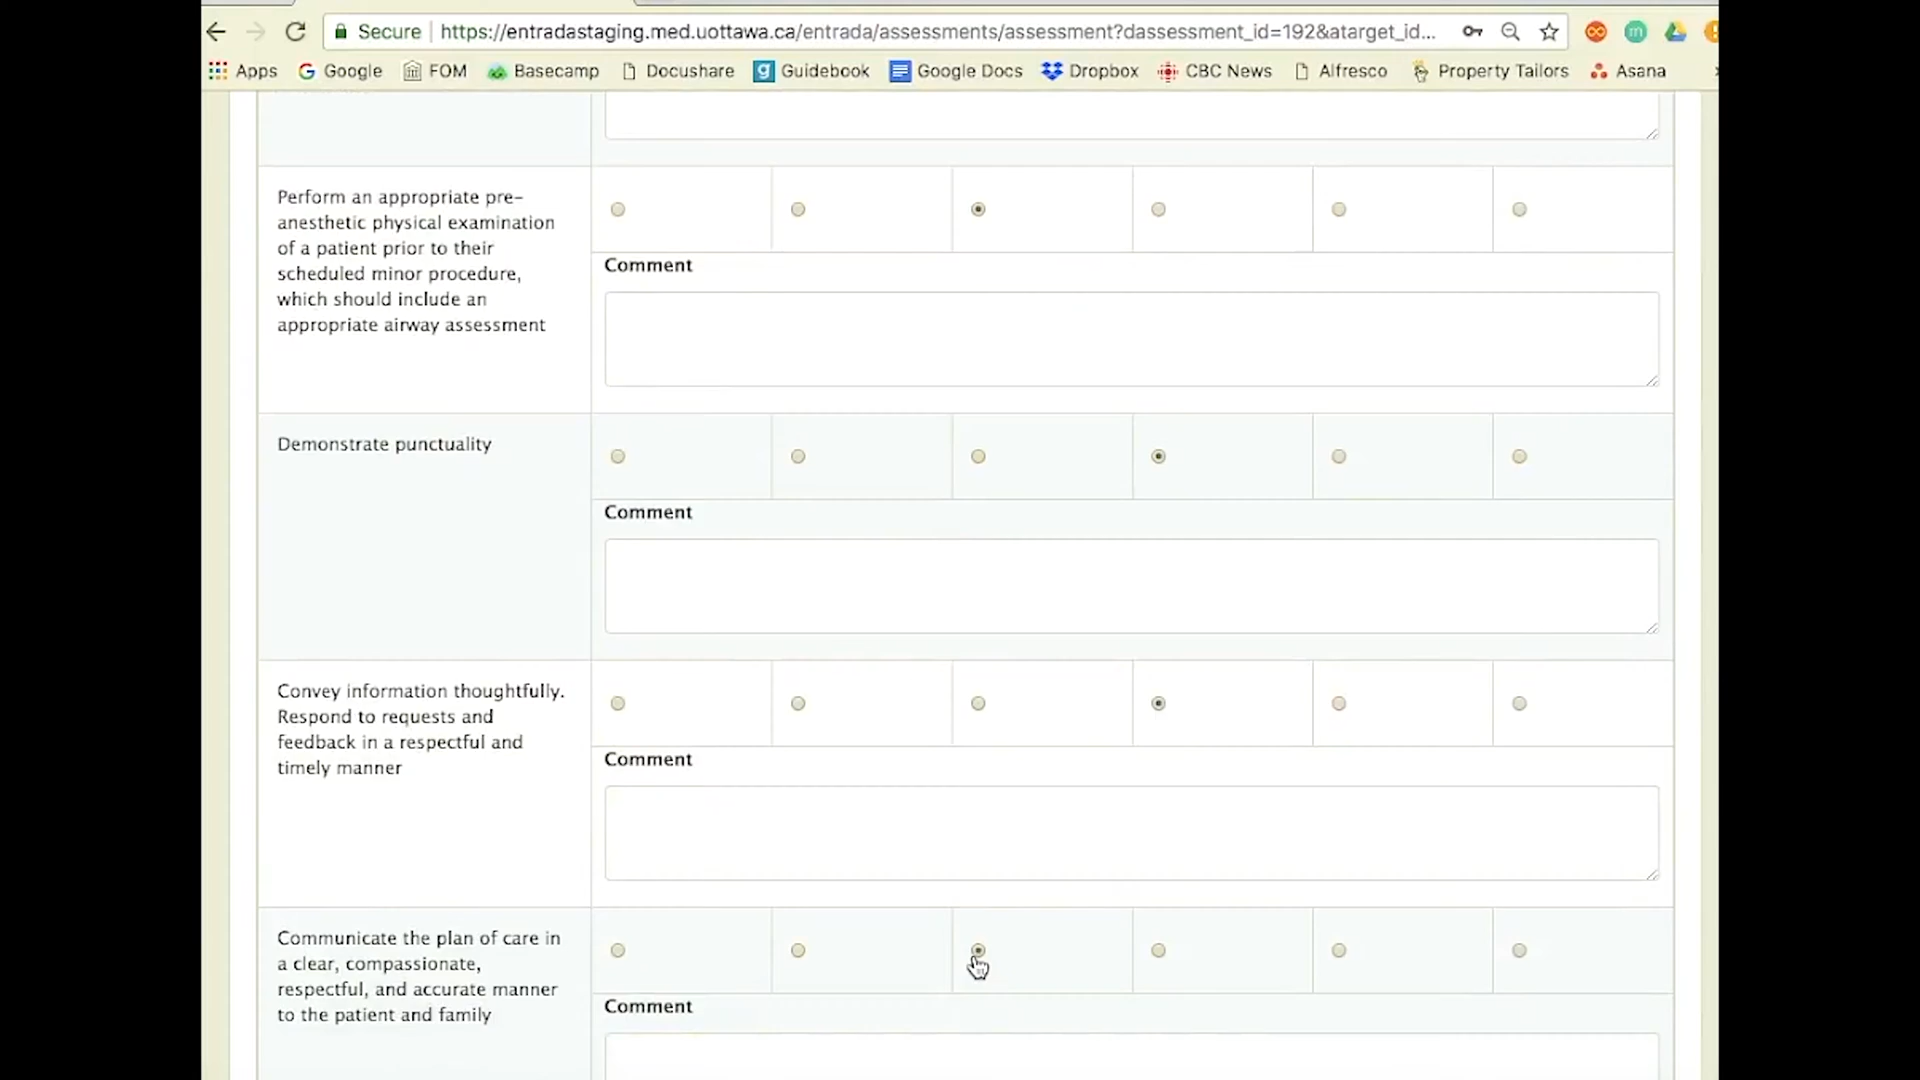 Secure https://entradastaging.med.uottawa.ca/entrada/assessments/assessment?dassessment_id=192&atarget_id...
Apps Google FOM Basecamp Docushare Guidebook Google Docs Dropbox CBC News Alfresco Property Tailors Asana
Perform an appropriate pre-
anesthetic physical examination
of a patient prior to their
scheduled minor procedure,
which should include an
appropriate airway assessment
Comment
Demonstrate punctuality
Comment
Convey information thoughtfully.
Respond to requests and
feedback in a respectful and
timely manner
Comment
Communicate the plan of care in
a clear, compassionate,
respectful, and accurate manner
to the patient and family
Comment